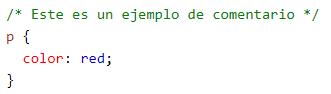 /* Este es un ejemplo de comentario */
p {
  color: red;
}